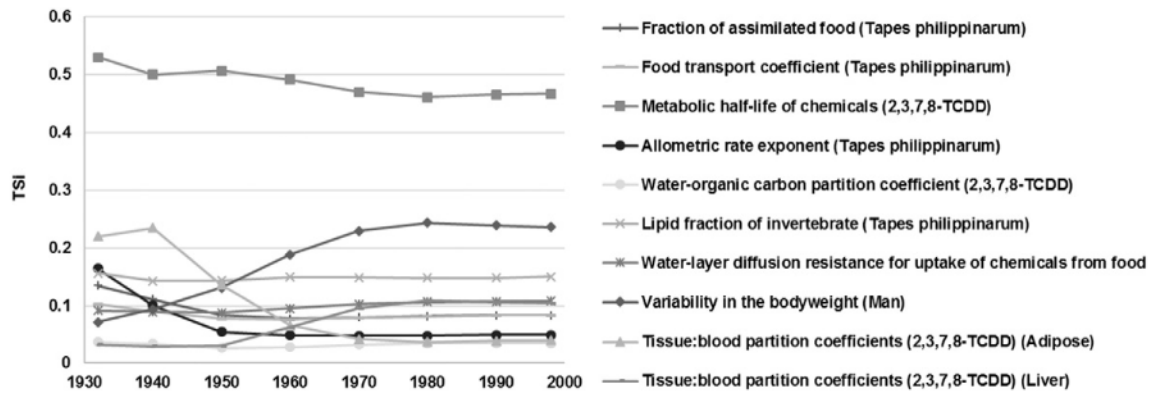 0.6
0.5
0.4
0.3
0.2
0.1
0
TSi
1930 1940 1950 1960 1970 1980 1990 2000
Fraction of assimilated food (Tapes philippinarum)
Food transport coefficient (Tapes philippinarum)
Metabolic half-life of chemicals (2,3,7,8-TCDD)
Allometric rate exponent (Tapes philippinarum)
Water-organic carbon partition coefficient (2,3,7,8-TCDD)
Lipid fraction of invertebrate (Tapes philippinarum)
Water-layer diffusion resistance for uptake of chemicals from food
Variability in the bodyweight (Man)
Tissue:blood partition coefficients (2,3,7,8-TCDD) (Adipose)
Tissue:blood partition coefficients (2,3,7,8-TCDD) (Liver)